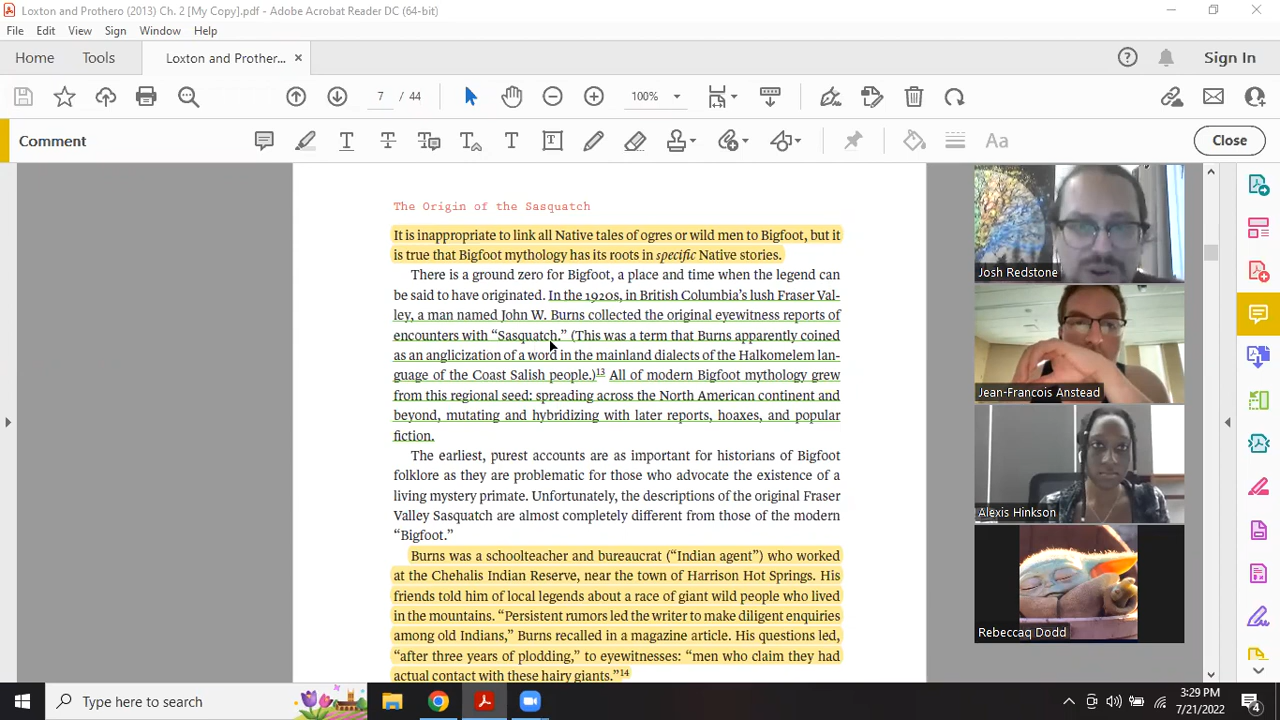 Loxton and Prothero (2013) Ch. 2 [My Copy].pdf - Adobe Acrobat Reader DC (64-bit)
File Edit View Sign Window Help
Home Tools Loxton and Prother... × Sign In
7 / 44 100%
Comment Close
The Origin of the Sasquatch
It is inappropriate to link all Native tales of ogres or wild men to Bigfoot, but it
is true that Bigfoot mythology has its roots in specific Native stories.
There is a ground zero for Bigfoot, a place and time when the legend can
be said to have originated. In the 1920s, in British Columbia’s lush Fraser Val-
ley, a man named John W. Burns collected the original eyewitness reports of
encounters with “Sasquatch.” (This was a term that Burns apparently coined
as an anglicization of a word in the mainland dialects of the Halkomelem lan-
guage of the Coast Salish people.)13 All of modern Bigfoot mythology grew
from this regional seed: spreading across the North American continent and
beyond, mutating and hybridizing with later reports, hoaxes, and popular
fiction.
The earliest, purest accounts are as important for historians of Bigfoot
folklore as they are problematic for those who advocate the existence of a
living mystery primate. Unfortunately, the descriptions of the original Fraser
Valley Sasquatch are almost completely different from those of the modern
“Bigfoot.”
Burns was a schoolteacher and bureaucrat (“Indian agent”) who worked
at the Chehalis Indian Reserve, near the town of Harrison Hot Springs. His
friends told him of local legends about a race of giant wild people who lived
in the mountains. “Persistent rumors led the writer to make diligent enquiries
among old Indians,” Burns recalled in a magazine article. His questions led,
“after three years of plodding,” to eyewitnesses: “men who claim they had
actual contact with these hairy giants.”14
Josh Redstone
Jean-Francois Anstead
Alexis Hinkson
Rebeccaq Dodd
Type here to search
3:29 PM
7/21/2022
4